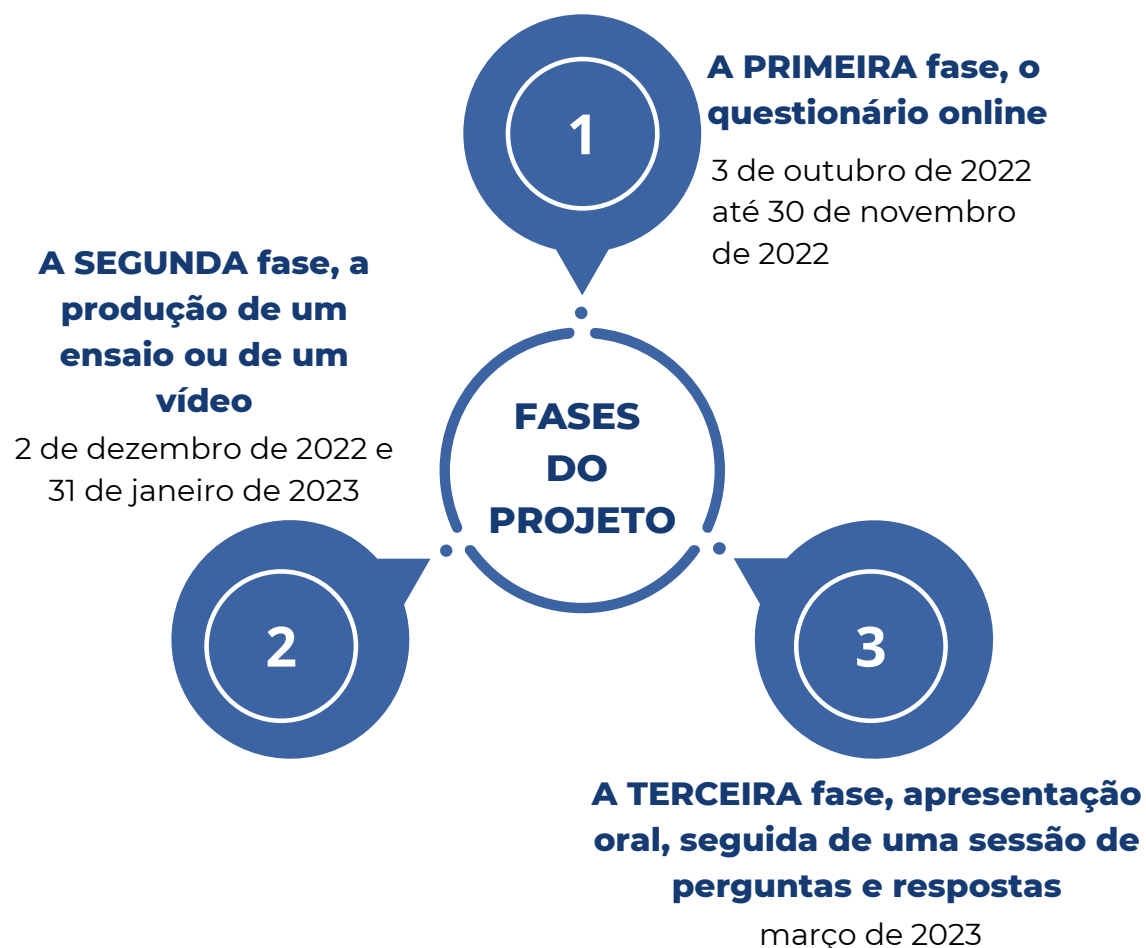 1
A PRIMEIRA fase, o
questionário online
3 de outubro de 2022
até 30 de novembro
de 2022
A SEGUNDA fase, a
produção de um
ensaio ou de um
vídeo
2 de dezembro de 2022 e
31 de janeiro de 2023
FASES
DO
PROJETO
2
3
A TERCEIRA fase, apresentação
oral, seguida de uma sessão de
perguntas e respostas
março de 2023